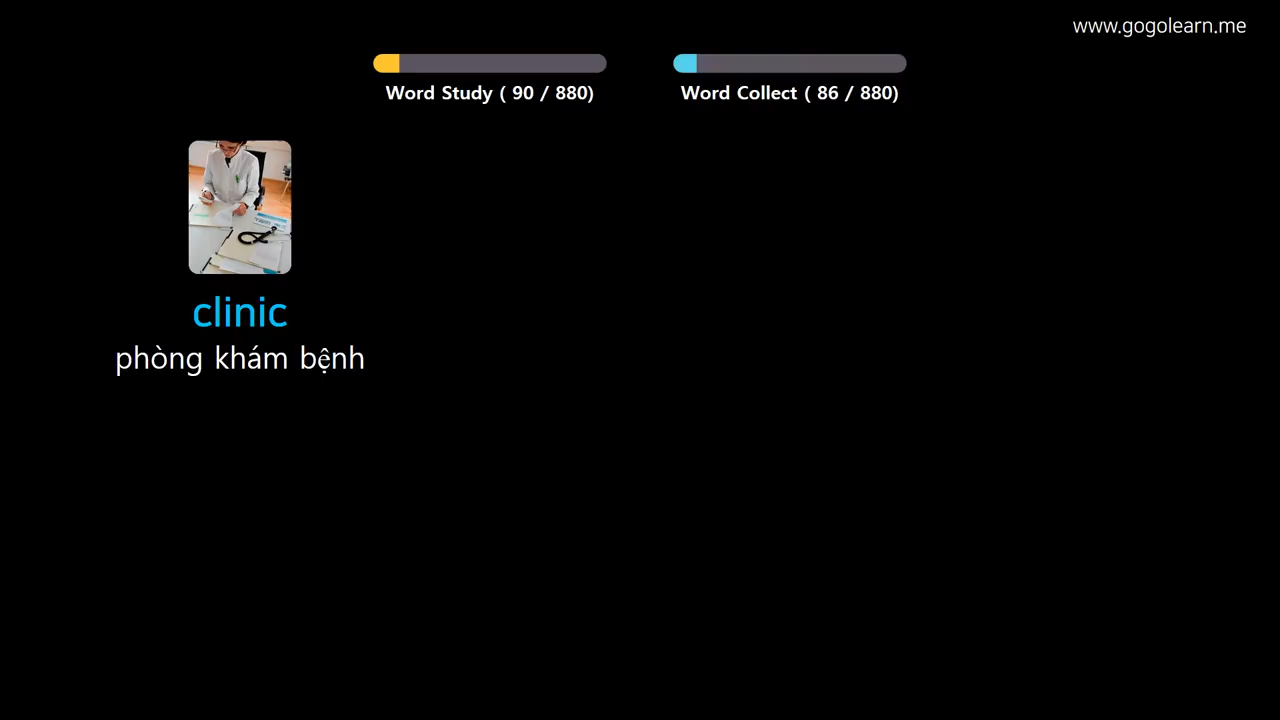 www.gogolearn.me
Word Study ( 90 / 880)
Word Collect ( 86 / 880)
clinic
phòng khám bệnh